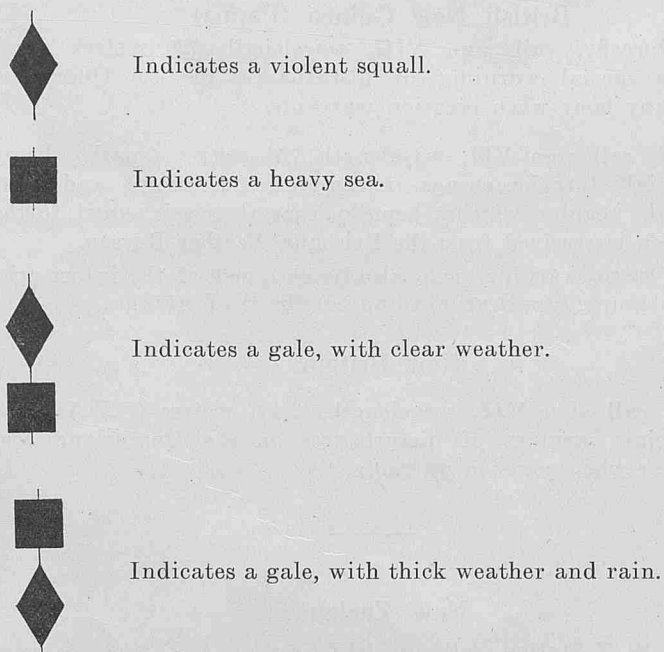 Indicates a violent squall.
Indicates a heavy sea.
Indicates a gale, with clear weather.
Indicates a gale, with thick weather and rain.